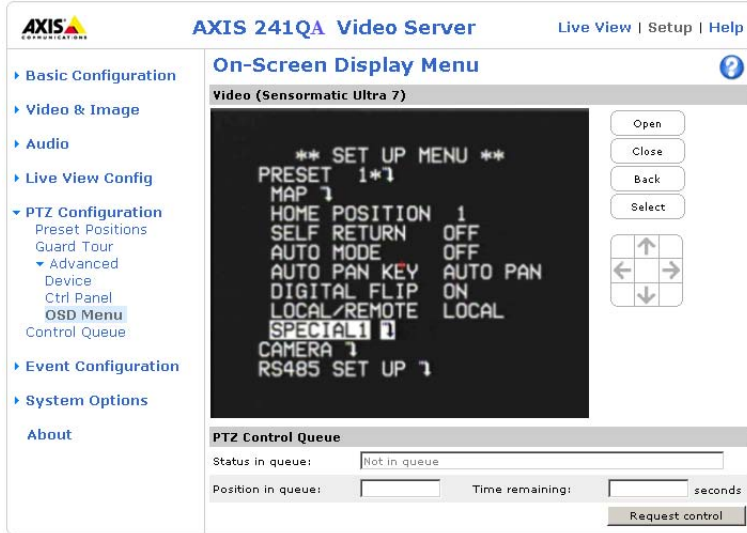 AXIS
COMMUNICATIONS
AXIS 241QA Video Server
Live View | Setup | Help
Basic Configuration
Video & Image
Audio
Live View Config
PTZ Configuration
Preset Positions
Guard Tour
Advanced
Device
Ctrl Panel
OSD Menu
Control Queue
Event Configuration
System Options
About
On-Screen Display Menu
?
Video (Sensormatic Ultra 7)
** SET UP MENU **
PRESET 1*
MAP
HOME POSITION 1
SELF RETURN OFF
AUTO MODE OFF
AUTO PAN KEY AUTO PAN
DIGITAL FLIP ON
LOCAL/REMOTE LOCAL
SPECIAL1
CAMERA
RS485 SET UP
Open
Close
Back
Select
PTZ Control Queue
Status in queue: Not in queue
Position in queue: Time remaining: seconds
Request control